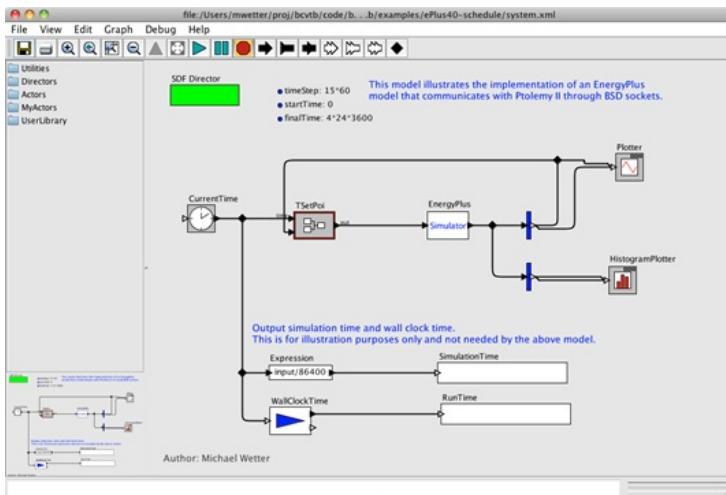 file:/Users/mwetter/proj/bcvtb/code/b. . .b/examples/ePlus40-schedule/system.xml
File View Edit Graph Debug Help
Utilities
Directors
Actors
MyActors
UserLibrary
SDF Director
timeStep: 15*60
startTime: 0
finalTime: 4*24*3600
This model illustrates the implementation of an EnergyPlus
model that communicates with Ptolemy II through BSD sockets.
Plotter
CurrentTime
TSetPoi
EnergyPlus
Simulator
HistogramPlotter
Output simulation time and wall clock time.
This is for illustration purposes only and not needed by the above model.
Expression
input/86400
SimulationTime
WallClockTime
RunTime
Author: Michael Wetter